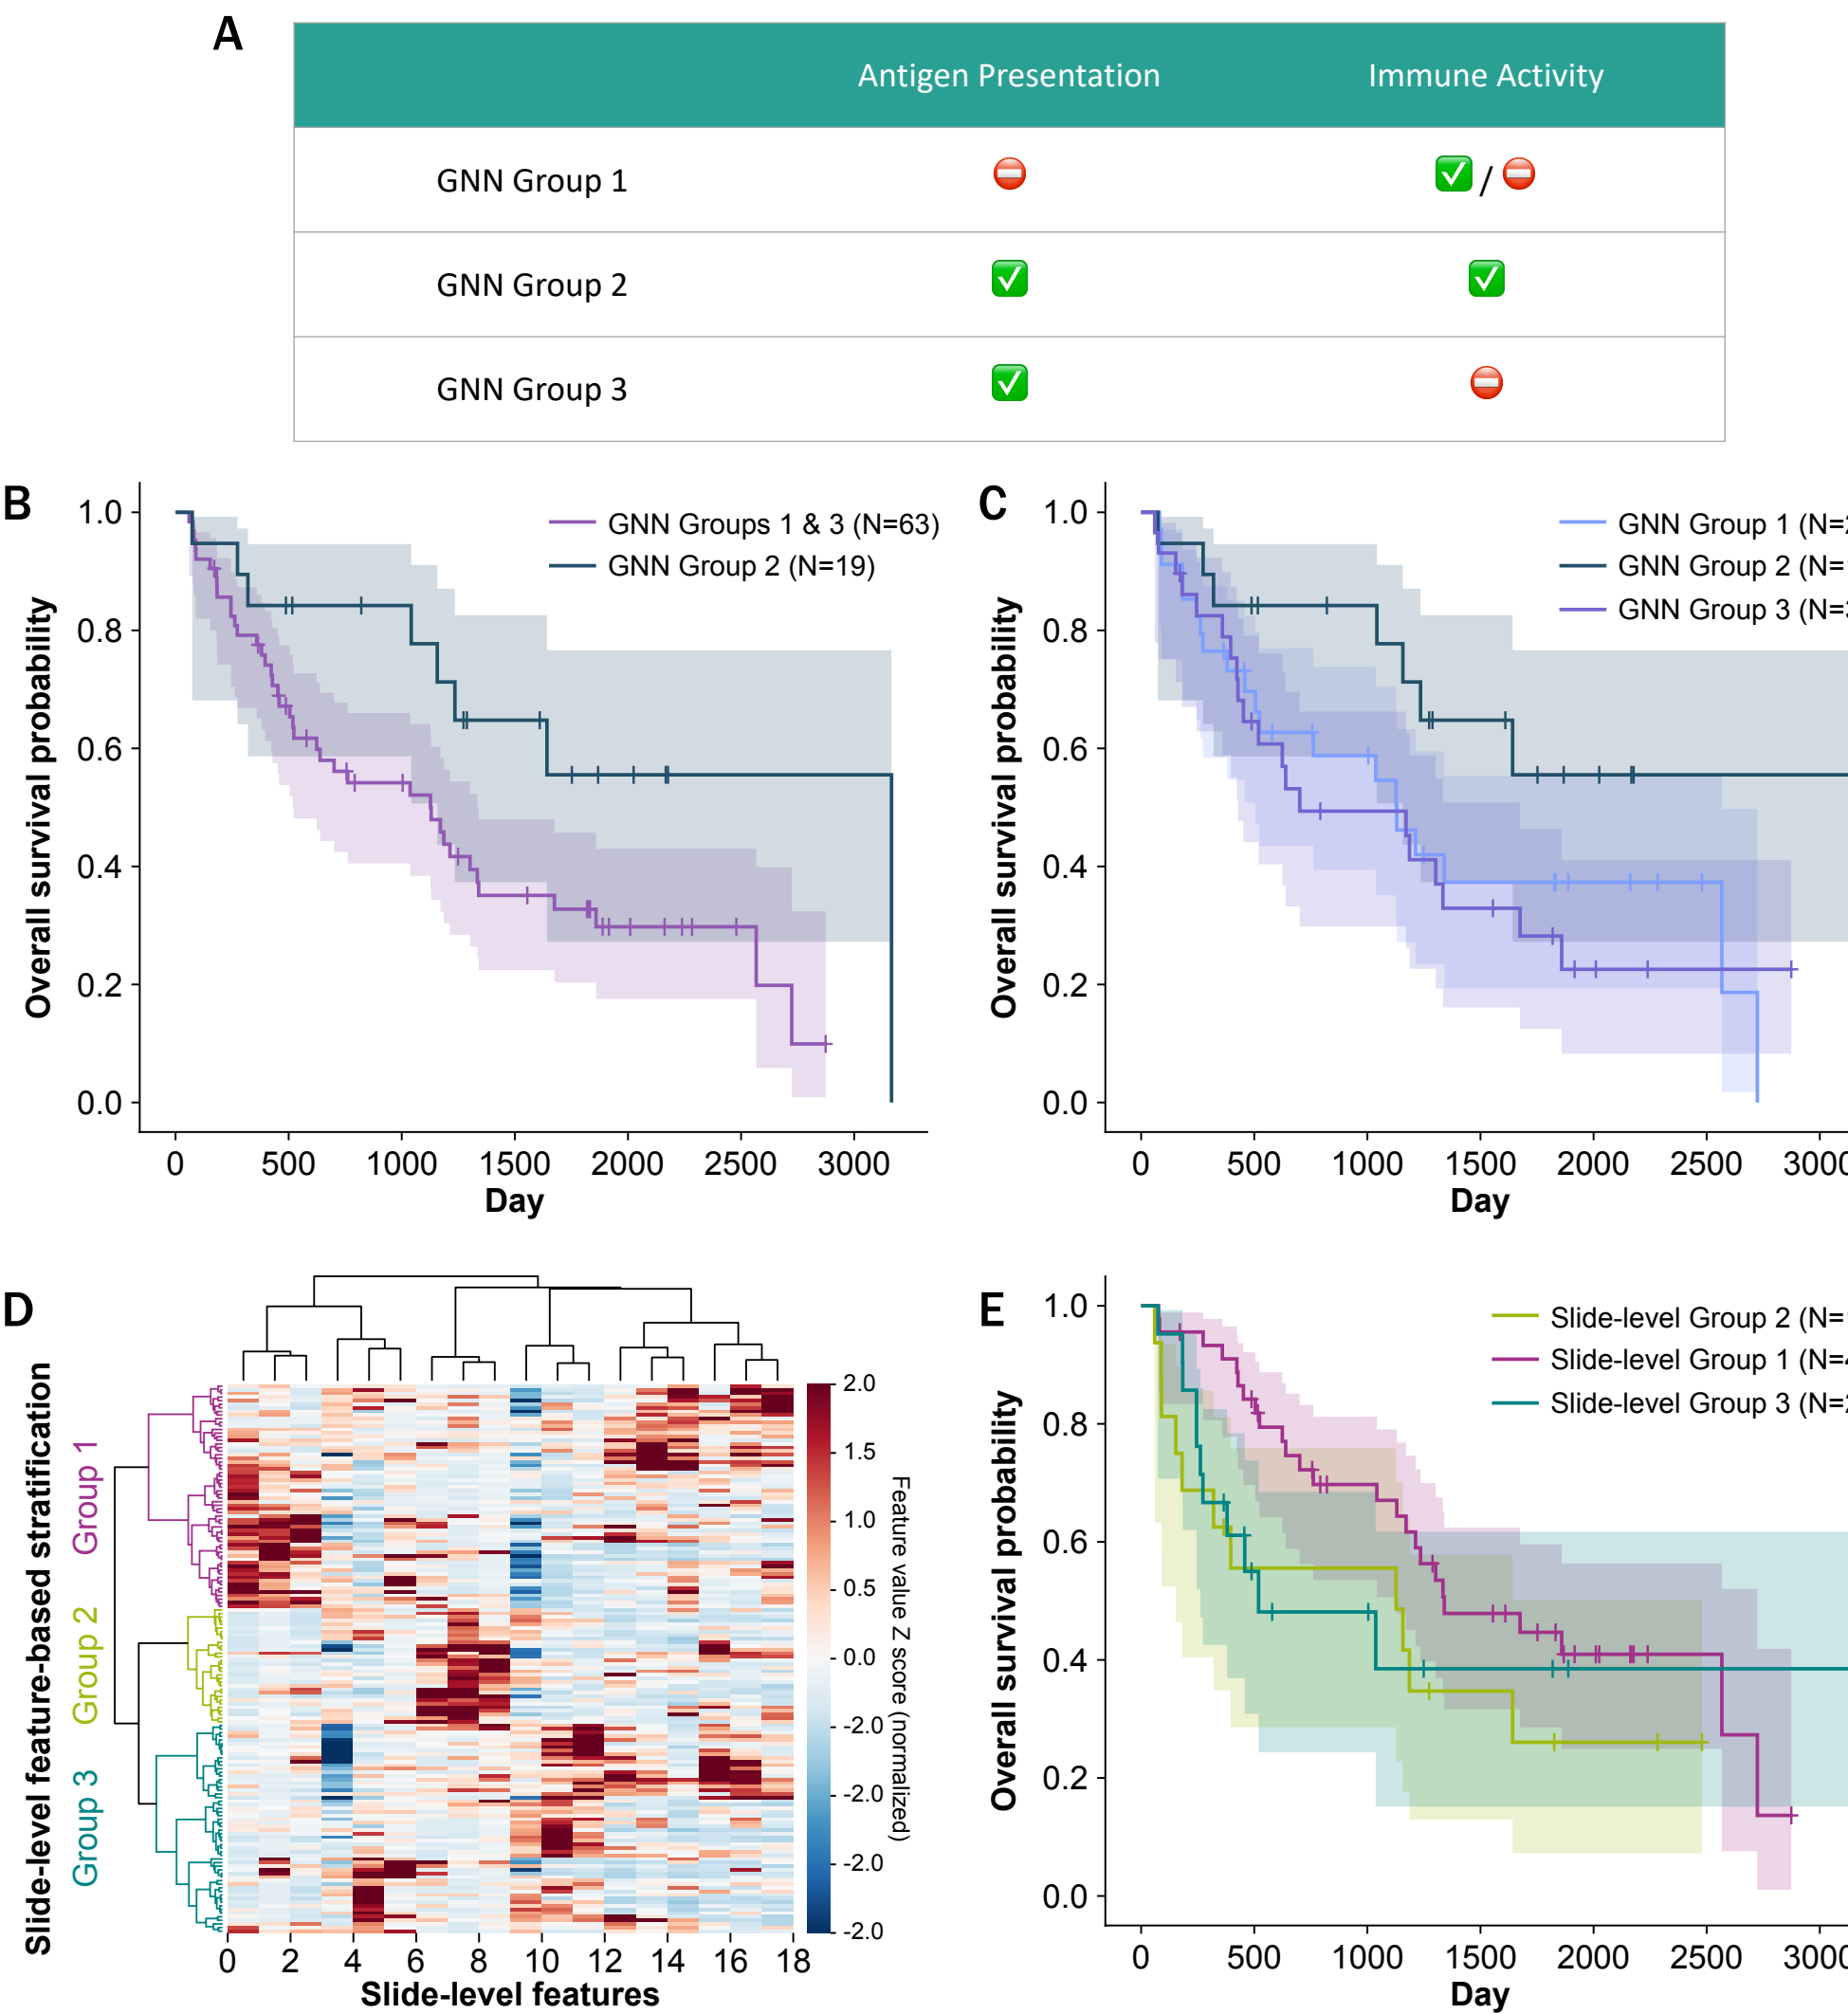 A
Antigen Presentation Immune Activity
GNN Group 1 /
GNN Group 2
GNN Group 3
B
1.0
0.8
0.6
0.4
0.2
0.0
Overall survival probability
GNN Groups 1 & 3 (N=63)
GNN Group 2 (N=19)
0 500 1000 1500 2000 2500 3000
Day
C
1.0
0.8
0.6
0.4
0.2
0.0
Overall survival probability
GNN Group 1 (N=2
GNN Group 2 (N=
GNN Group 3 (N=3
0 500 1000 1500 2000 2500 3000
Day
D
Slide-level feature-based stratification
Group 1
Group 2
Group 3
2.0
1.5
1.0
0.5
0.0
-2.0
-2.0
-2.0
-2.0
Feature value Z score (normalized)
0 2 4 6 8 10 12 14 16 18
Slide-level features
E
1.0
0.8
0.6
0.4
0.2
0.0
Overall survival probability
Slide-level Group 2 (N=
Slide-level Group 1 (N=4
Slide-level Group 3 (N=2
0 500 1000 1500 2000 2500 3000
Day